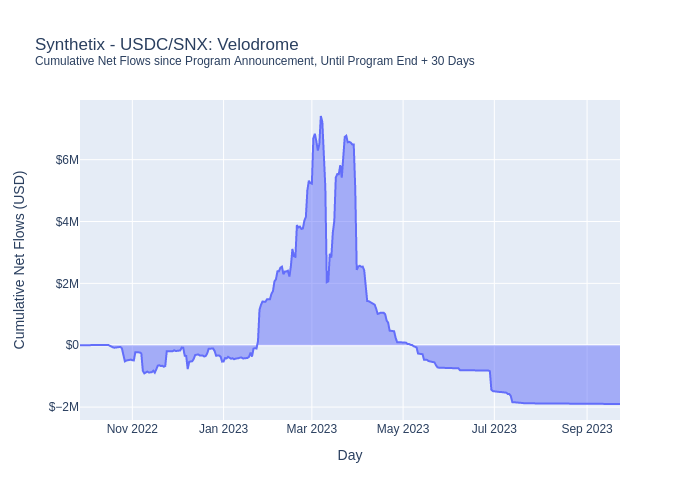 Synthetix - USDC/SNX: Velodrome
Cumulative Net Flows since Program Announcement, Until Program End + 30 Days
Cumulative Net Flows (USD)
$6M
$4M
$2M
$0
$−2M
Nov 2022 Jan 2023 Mar 2023 May 2023 Jul 2023 Sep 2023
Day